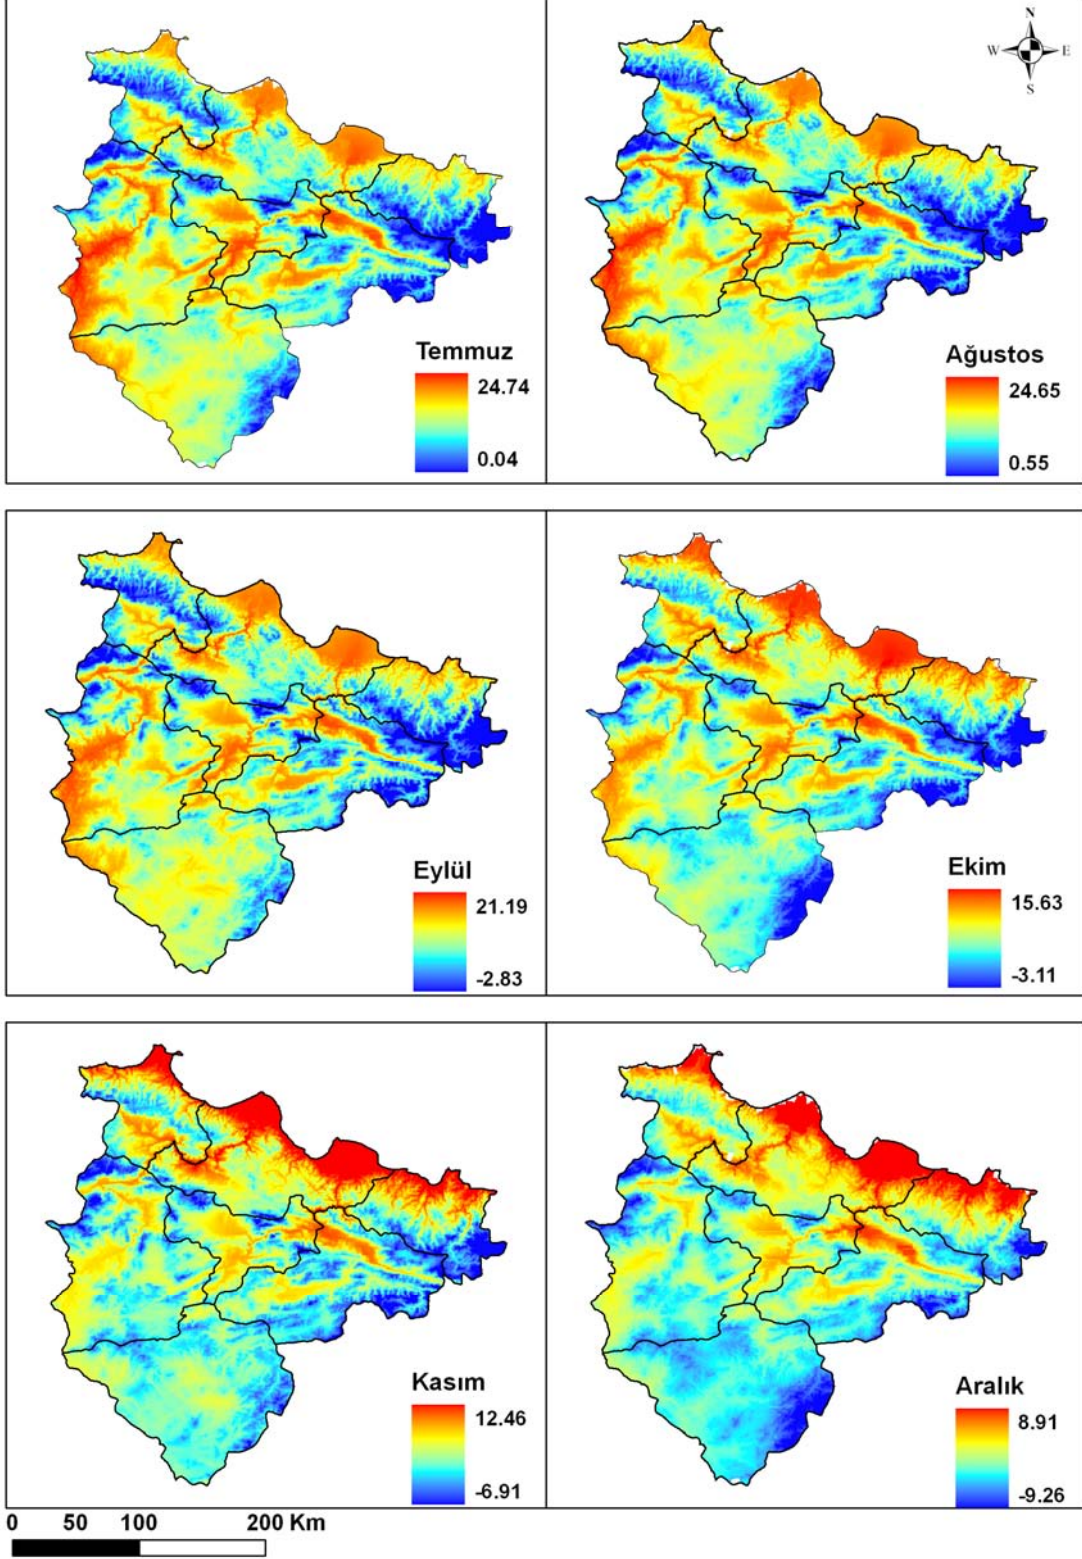 N
W E
S
Temmuz
24.74
0.04
Ağustos
24.65
0.55
Eylül
21.19
-2.83
Ekim
15.63
-3.11
Kasım
12.46
-6.91
Aralık
8.91
-9.26
0 50 100 200 Km